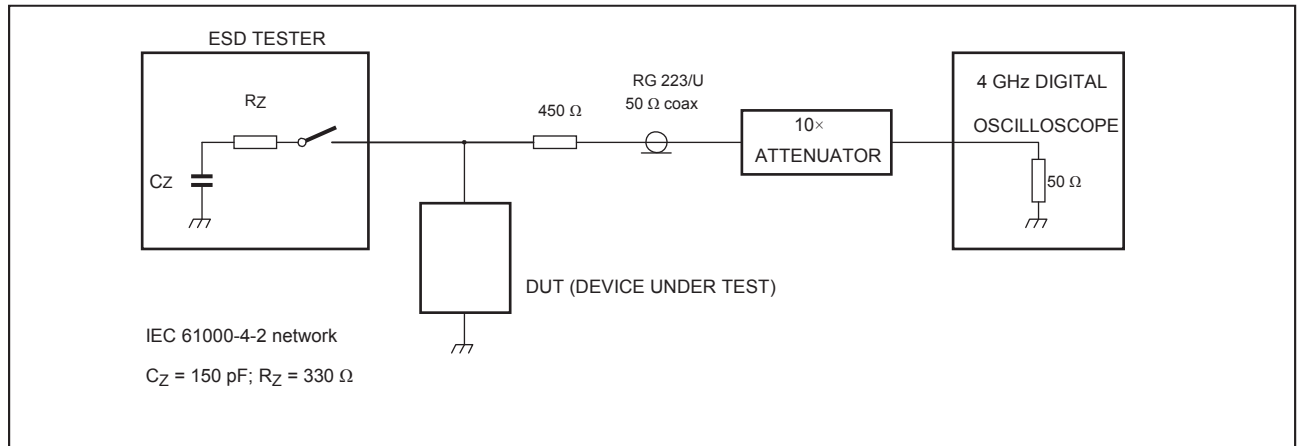 ESD TESTER
RZ
CZ
450 Ω
RG 223/U
50 Ω coax
10×
ATTENUATOR
4 GHz DIGITAL
OSCILLOSCOPE
50 Ω
DUT (DEVICE UNDER TEST)
IEC 61000-4-2 network
CZ = 150 pF; RZ = 330 Ω